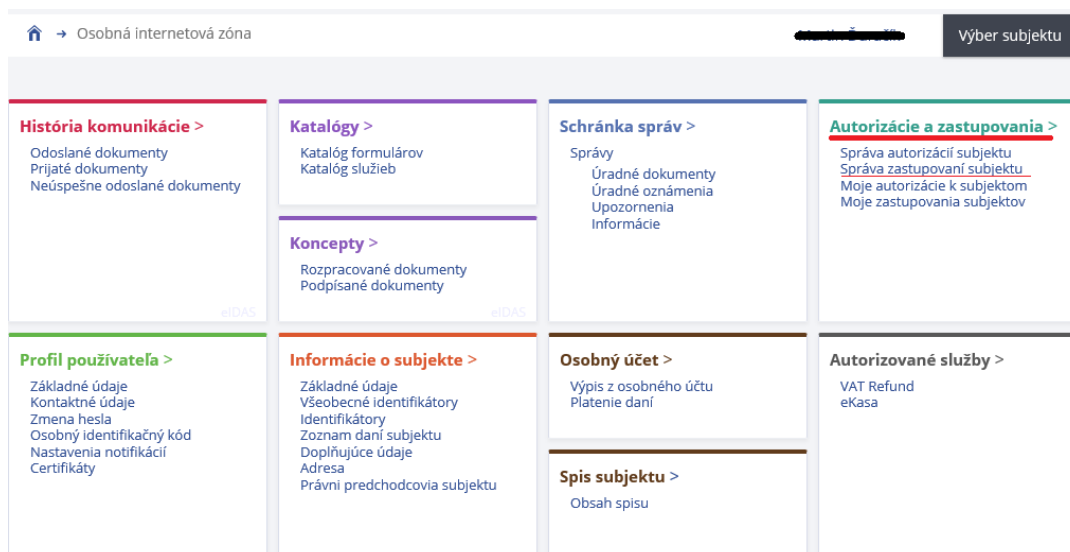 Osobná internetová zóna
Výber subjektu
História komunikácie >
Odoslané dokumenty
Prijaté dokumenty
Neúspešne odoslané dokumenty
eIDAS
Katalógy >
Katalóg formulárov
Katalóg služieb
Koncepty >
Rozpracované dokumenty
Podpísané dokumenty
eIDAS
Schránka správ >
Správy
Úradné dokumenty
Úradné oznámenia
Upozornenia
Informácie
Autorizácie a zastupovania >
Správa autorizácií subjektu
Správa zastupovaní subjektu
Moje autorizácie k subjektom
Moje zastupovania subjektov
Profil používateľa >
Základné údaje
Kontaktné údaje
Zmena hesla
Osobný identifikačný kód
Nastavenia notifikácií
Certifikáty
Informácie o subjekte >
Základné údaje
Všeobecné identifikátory
Identifikátory
Zoznam daní subjektu
Doplňujúce údaje
Adresa
Právni predchodcovia subjektu
Osobný účet >
Výpis z osobného účtu
Platenie daní
Spis subjektu >
Obsah spisu
Autorizované služby >
VAT Refund
eKasa